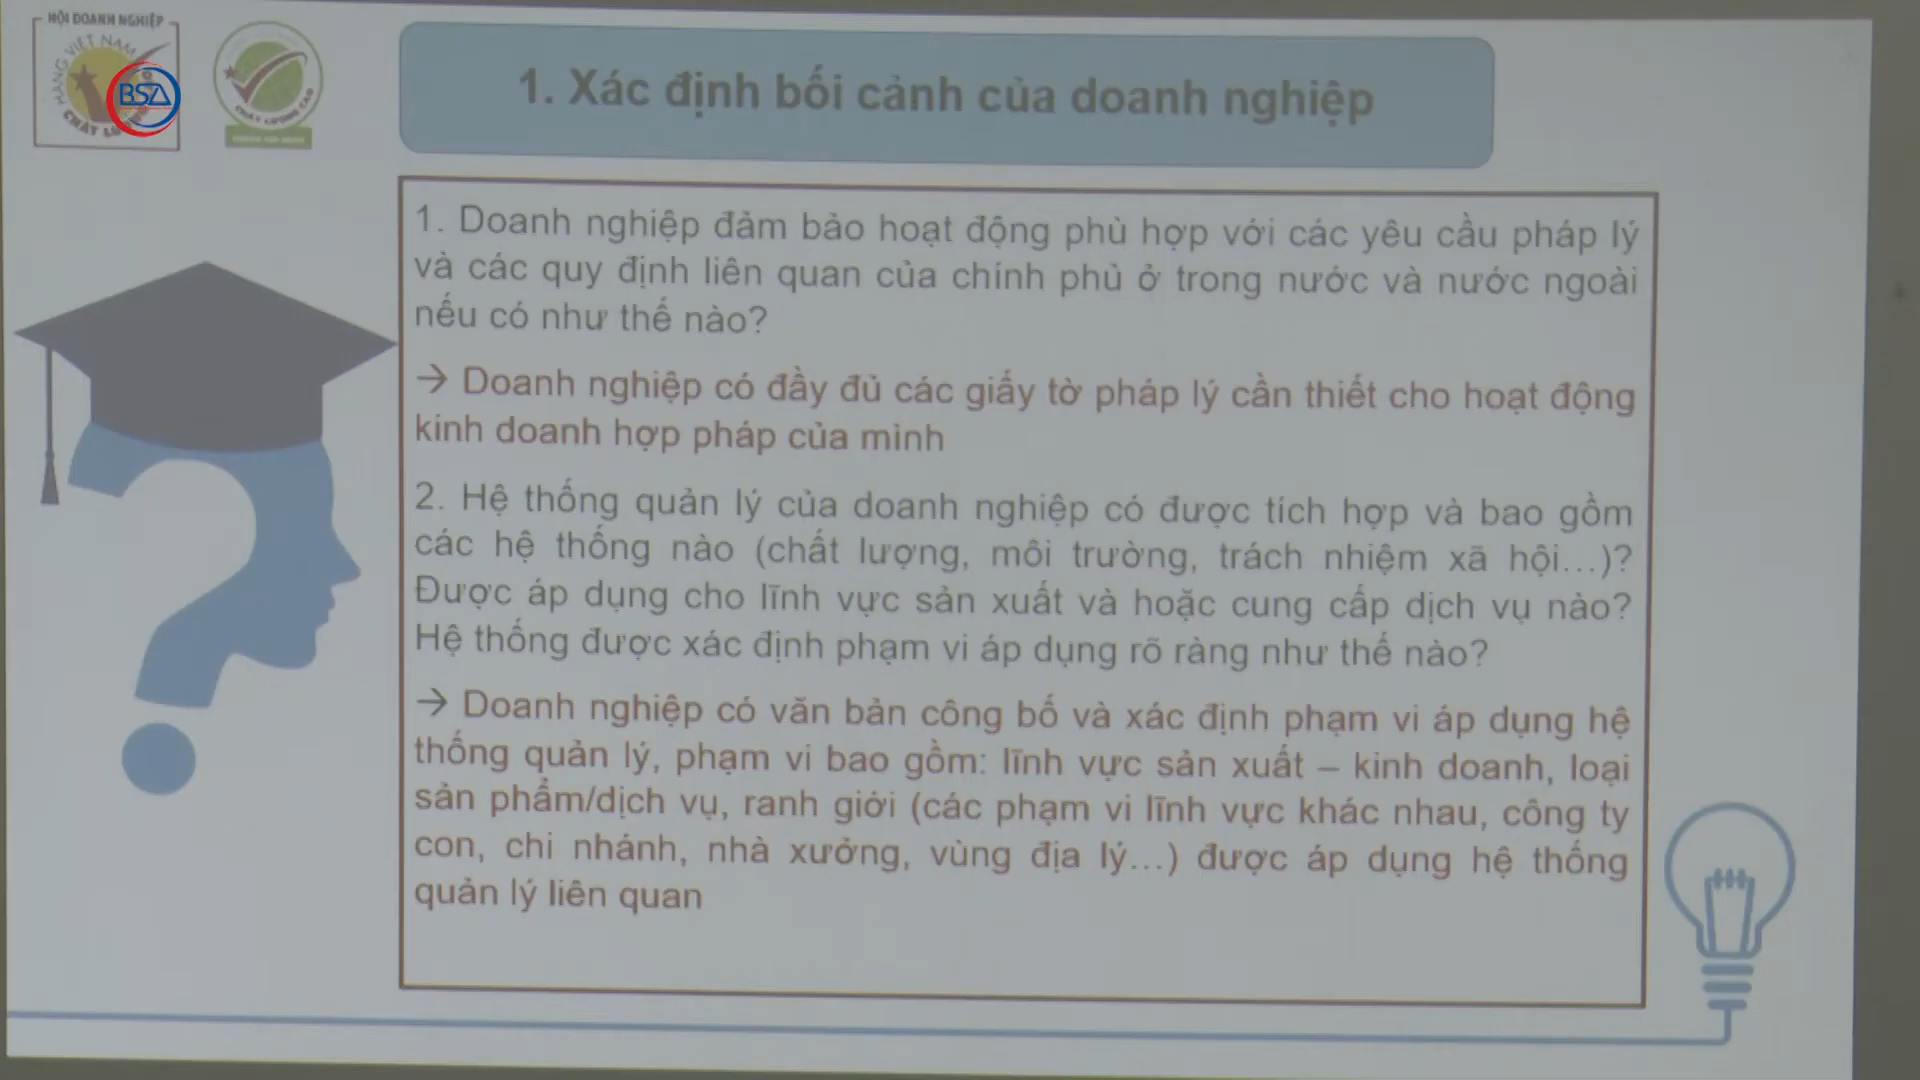 HỘI DOANH NGHIỆP
HÀNG VIỆT NAM
CHẤT LƯỢNG
BSA
CHẤT LƯỢNG CAO
1. Xác định bối cảnh của doanh nghiệp
1. Doanh nghiệp đảm bảo hoạt động phù hợp với các yêu cầu pháp lý
và các quy định liên quan của chính phủ ở trong nước và nước ngoài
nếu có như thế nào?
→ Doanh nghiệp có đầy đủ các giấy tờ pháp lý cần thiết cho hoạt động
kinh doanh hợp pháp của mình
2. Hệ thống quản lý của doanh nghiệp có được tích hợp và bao gồm
các hệ thống nào (chất lượng, môi trường, trách nhiệm xã hội...)?
Được áp dụng cho lĩnh vực sản xuất và hoặc cung cấp dịch vụ nào?
Hệ thống được xác định phạm vi áp dụng rõ ràng như thế nào?
→ Doanh nghiệp có văn bản công bố và xác định phạm vi áp dụng hệ
thống quản lý, phạm vi bao gồm: lĩnh vực sản xuất – kinh doanh, loại
sản phẩm/dịch vụ, ranh giới (các phạm vi lĩnh vực khác nhau, công ty
con, chi nhánh, nhà xưởng, vùng địa lý...) được áp dụng hệ thống
quản lý liên quan